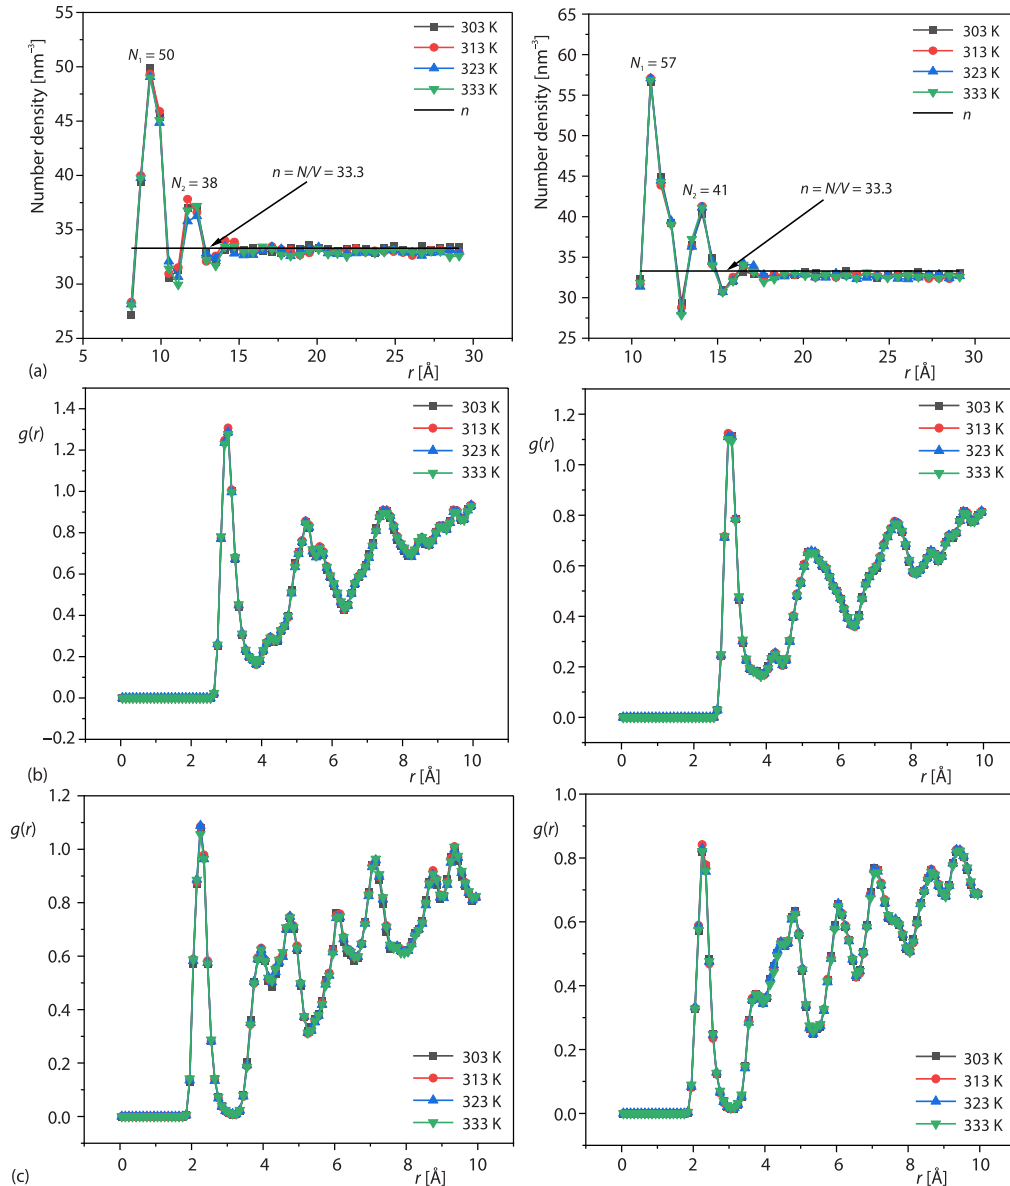 Number density [nm⁻³]
55
50
45
40
35
30
25
N₁ = 50
N₂ = 38
n = N/V = 33.3
303 K
313 K
323 K
333 K
n
5
10
15
20
25
30
r [Å]
Number density [nm⁻³]
65
60
55
50
45
40
35
30
25
N₁ = 57
N₂ = 41
n = N/V = 33.3
303 K
313 K
323 K
333 K
n
10
15
20
25
30
r [Å]
(a)
g(r)
1.4
1.2
1.0
0.8
0.6
0.4
0.2
0.0
−0.2
303 K
313 K
323 K
333 K
0
2
4
6
8
10
r [Å]
g(r)
1.2
1.0
0.8
0.6
0.4
0.2
0.0
303 K
313 K
323 K
333 K
0
2
4
6
8
10
r [Å]
(b)
g(r)
1.2
1.0
0.8
0.6
0.4
0.2
0.0
303 K
313 K
323 K
333 K
0
2
4
6
8
10
r [Å]
g(r)
1.0
0.8
0.6
0.4
0.2
0.0
303 K
313 K
323 K
333 K
0
2
4
6
8
10
r [Å]
(c)